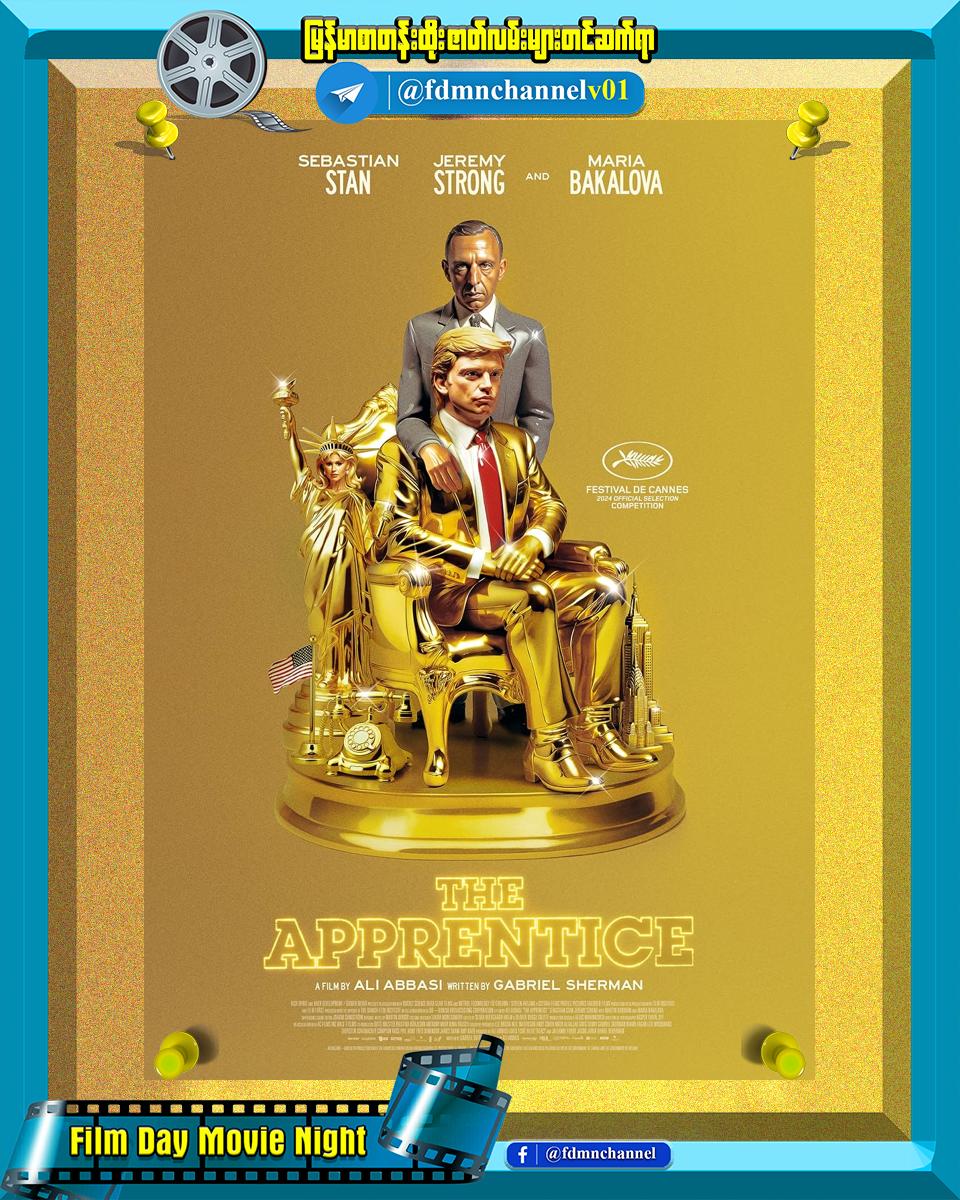 မြန်မာစာတန်းထိုးဇာတ်လမ်းများတင်ဆက်ရာ
@fdmnchannelv01
SEBASTIAN STAN
JEREMY STRONG
AND
MARIA BAKALOVA
FESTIVAL DE CANNES
2024 OFFICIAL SELECTION
COMPETITION
THE
APPRENTICE
A FILM BY ALI ABBASI WRITTEN BY GABRIEL SHERMAN
Film Day Movie Night
f @fdmnchannel